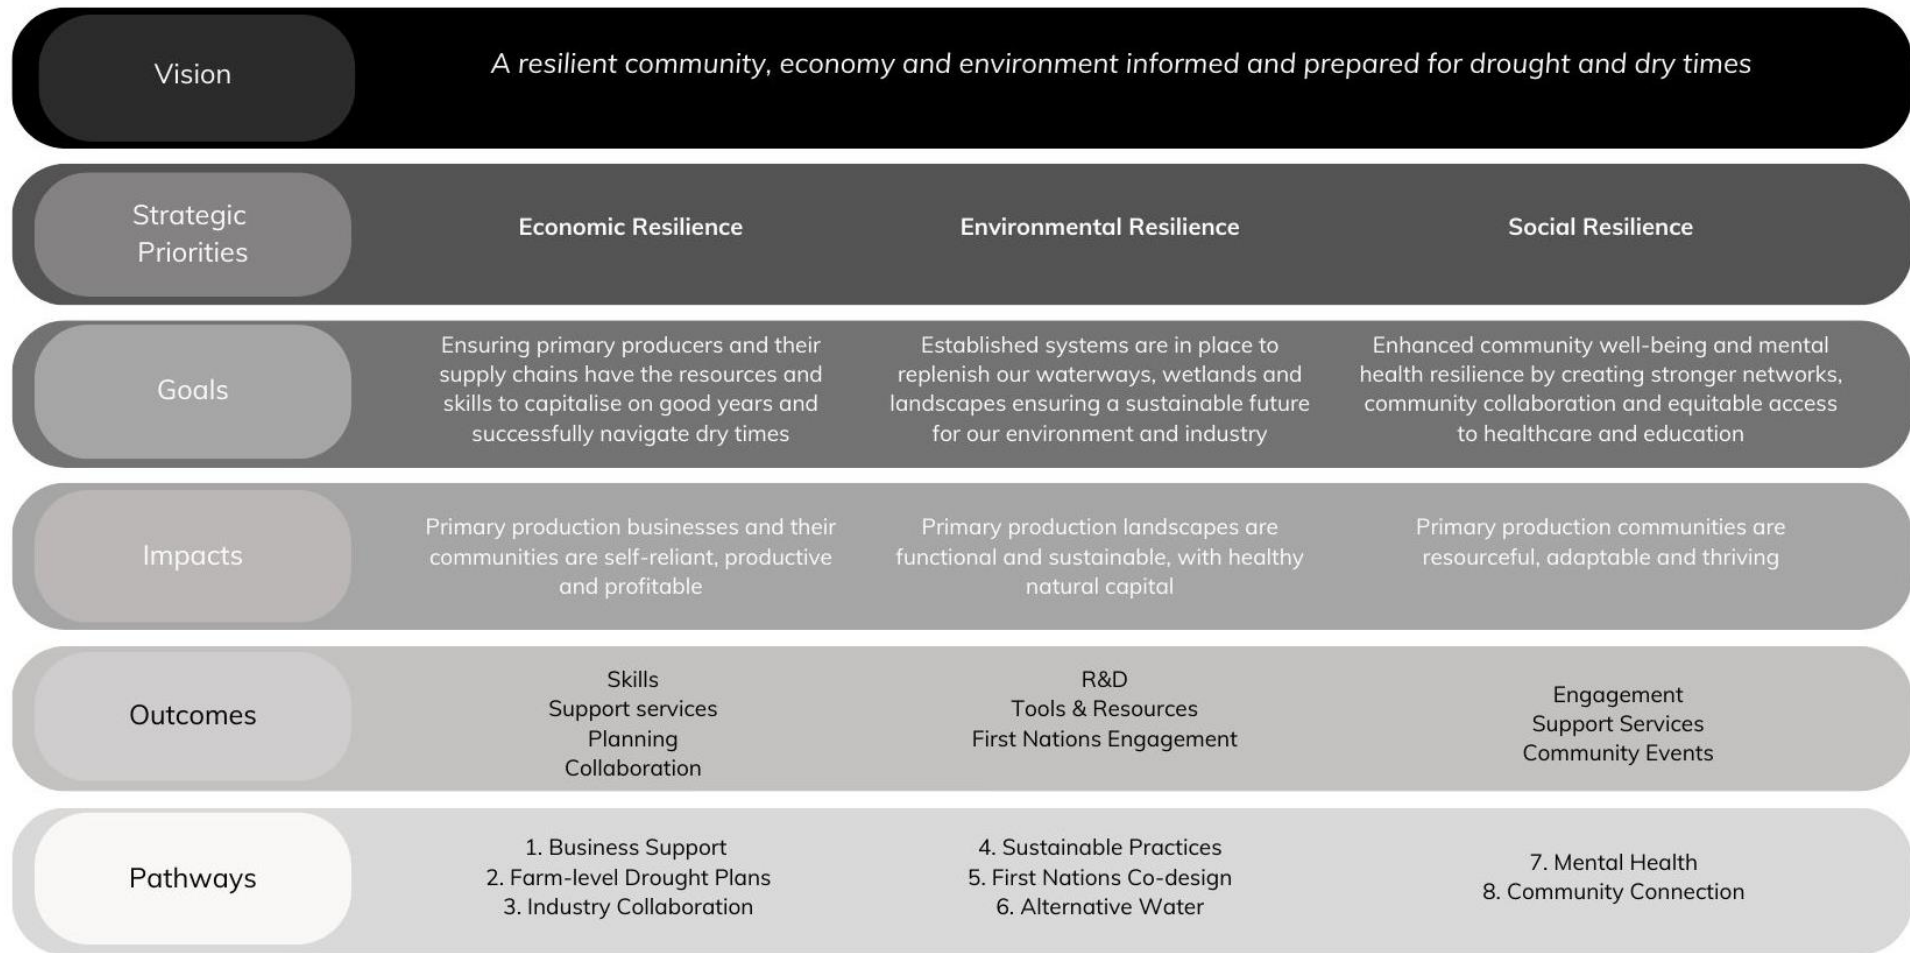 Vision
A resilient community, economy and environment informed and prepared for drought and dry times
Strategic
Priorities
Economic Resilience
Environmental Resilience
Social Resilience
Goals
Ensuring primary producers and their
supply chains have the resources and
skills to capitalise on good years and
successfully navigate dry times
Established systems are in place to
replenish our waterways, wetlands and
landscapes ensuring a sustainable future
for our environment and industry
Enhanced community well-being and mental
health resilience by creating stronger networks,
community collaboration and equitable access
to healthcare and education
Impacts
Primary production businesses and their
communities are self-reliant, productive
and profitable
Primary production landscapes are
functional and sustainable, with healthy
natural capital
Primary production communities are
resourceful, adaptable and thriving
Outcomes
Skills
Support services
Planning
Collaboration
R&D
Tools & Resources
First Nations Engagement
Engagement
Support Services
Community Events
Pathways
1. Business Support
2. Farm-level Drought Plans
3. Industry Collaboration
4. Sustainable Practices
5. First Nations Co-design
6. Alternative Water
7. Mental Health
8. Community Connection